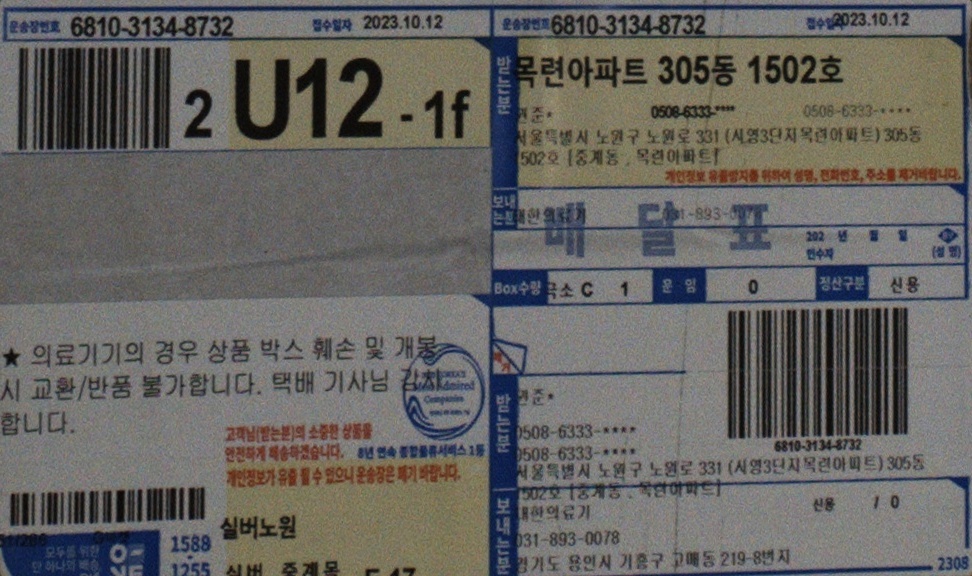 운송장번호 6810-3134-8732 접수일자 2023.10.12
2 U12 -1f
★ 의료기기의 경우 상품 박스 훼손 및 개봉
시 교환/반품 불가합니다. 택배 기사님 감사
합니다.
Admired
Companies
고객님(받는분)의 소중한 상품을
안전하게 배송하겠습니다. 8년 연속 종합물류서비스 1등
개인정보가 유출 될 수 있으니 운송장은 폐기 바랍니다.
모두를 위한
단 하나의 배송,
1588
-
1255
실버노원
실버
운송장번호 6810-3134-8732 접수일자 2023.10.12
받는분
목련아파트 305동 1502호
준* 0508-6333-**** 0508-6333-****
서울특별시 노원구 노원로 331 (시영3단지목련아파트) 305동
1502호 [중계동, 목련아파트]
개인정보 유출방지를 위하여 성명, 전화번호, 주소를 제거바랍니다.
보내는분
대한의료기
배달표
202 년 월 일
인수자 (성명)
Box수량 극소 C 1 운임 0 정산구분 신용
받는분
준*
0508-6333-****
0508-6333-****
6810-3134-8732
서울특별시 노원구 노원로 331 (시영3단지목련아파트) 305동
1502호 [중계동, 목련아파트]
보내는분
대한의료기
신용 / 0
031-893-0078
경기도 용인시 기흥구 고매동 219-8번지
2308